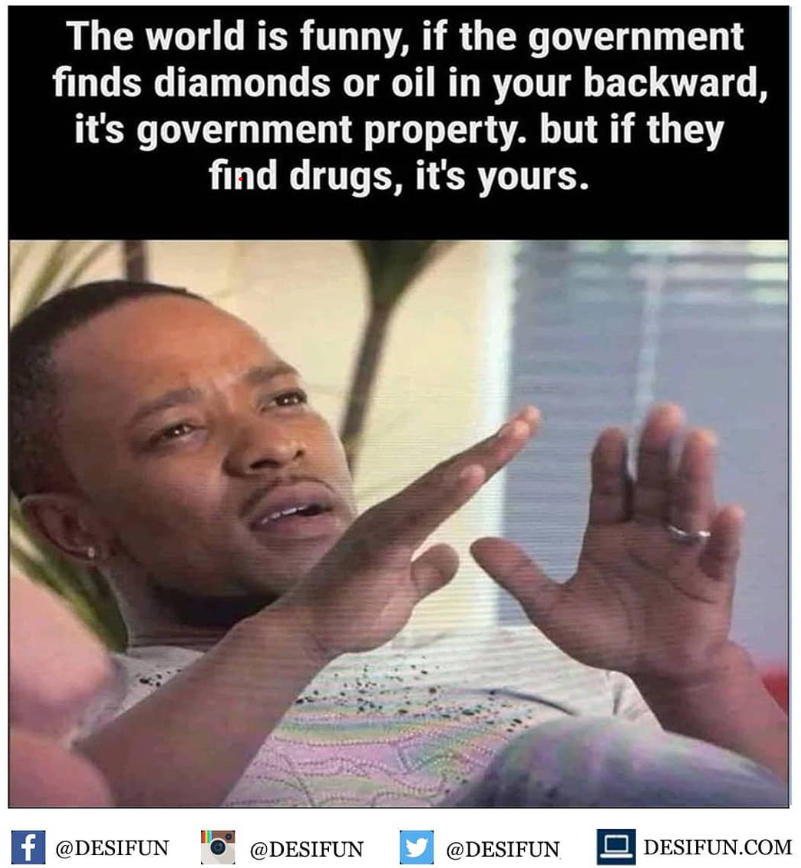 The world is funny, if the government
finds diamonds or oil in your backward,
it's government property. but if they
find drugs, it's yours.
@DESIFUN @DESIFUN @DESIFUN DESIFUN.COM